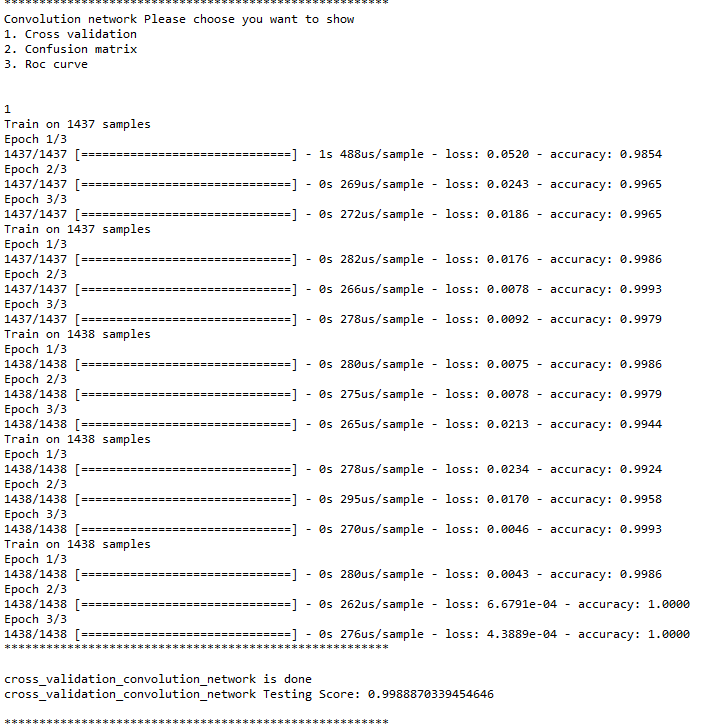 *******************************************************
Convolution network Please choose you want to show
1. Cross validation
2. Confusion matrix
3. Roc curve
1
Train on 1437 samples
Epoch 1/3
1437/1437 [==============================] - 1s 488us/sample - loss: 0.0520 - accuracy: 0.9854
Epoch 2/3
1437/1437 [==============================] - 0s 269us/sample - loss: 0.0243 - accuracy: 0.9965
Epoch 3/3
1437/1437 [==============================] - 0s 272us/sample - loss: 0.0186 - accuracy: 0.9965
Train on 1437 samples
Epoch 1/3
1437/1437 [==============================] - 0s 282us/sample - loss: 0.0176 - accuracy: 0.9986
Epoch 2/3
1437/1437 [==============================] - 0s 266us/sample - loss: 0.0078 - accuracy: 0.9993
Epoch 3/3
1437/1437 [==============================] - 0s 278us/sample - loss: 0.0092 - accuracy: 0.9979
Train on 1438 samples
Epoch 1/3
1438/1438 [==============================] - 0s 280us/sample - loss: 0.0075 - accuracy: 0.9986
Epoch 2/3
1438/1438 [==============================] - 0s 275us/sample - loss: 0.0078 - accuracy: 0.9979
Epoch 3/3
1438/1438 [==============================] - 0s 265us/sample - loss: 0.0213 - accuracy: 0.9944
Train on 1438 samples
Epoch 1/3
1438/1438 [==============================] - 0s 278us/sample - loss: 0.0234 - accuracy: 0.9924
Epoch 2/3
1438/1438 [==============================] - 0s 295us/sample - loss: 0.0170 - accuracy: 0.9958
Epoch 3/3
1438/1438 [==============================] - 0s 270us/sample - loss: 0.0046 - accuracy: 0.9993
Train on 1438 samples
Epoch 1/3
1438/1438 [==============================] - 0s 280us/sample - loss: 0.0043 - accuracy: 0.9986
Epoch 2/3
1438/1438 [==============================] - 0s 262us/sample - loss: 6.6791e-04 - accuracy: 1.0000
Epoch 3/3
1438/1438 [==============================] - 0s 276us/sample - loss: 4.3889e-04 - accuracy: 1.0000
*******************************************************
cross_validation_convolution_network is done
cross_validation_convolution_network Testing Score: 0.9988870339454646
*******************************************************